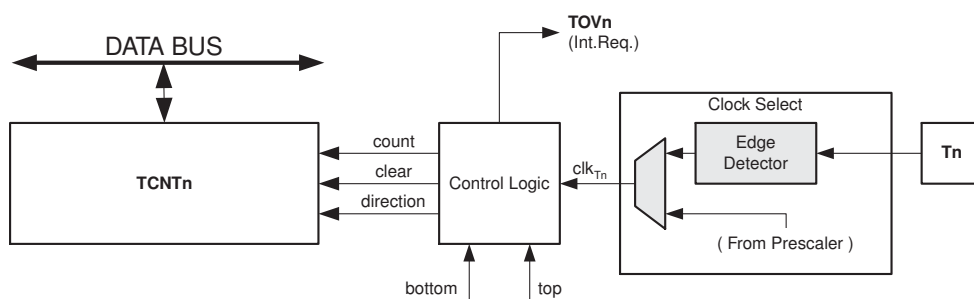 TOVn
(Int.Req.)
DATA BUS
Clock Select
count
Edge
Detector
Tn
TCNTn
clear
Control Logic
clkTn
direction
( From Prescaler )
bottom
top